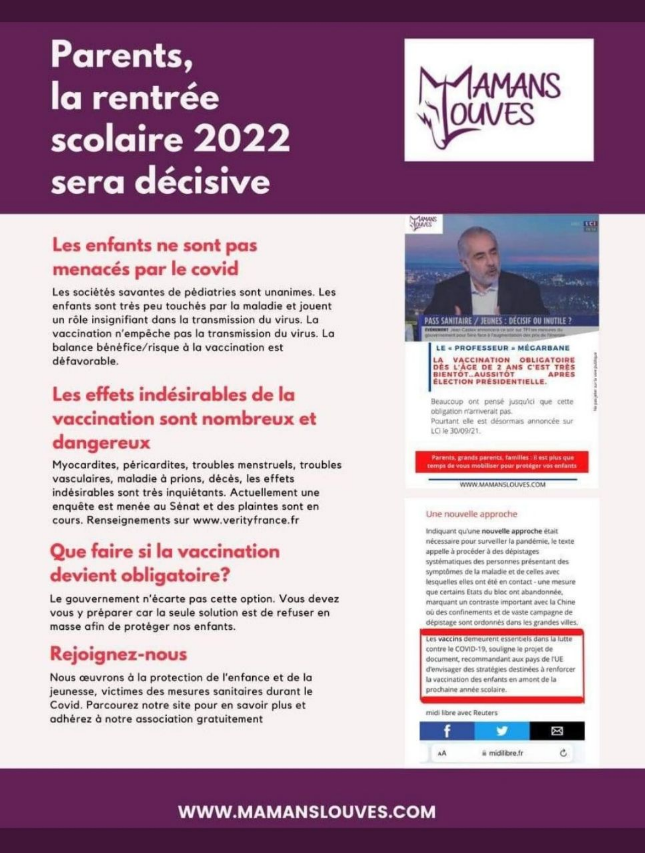 Parents,
la rentrée
scolaire 2022
sera décisive
MAMANS
LOUVES
Les enfants ne sont pas
menacés par le covid
Les sociétés savantes de pédiatries sont unanimes. Les
enfants sont très peu touchés par la maladie et jouent
un rôle insignifiant dans la transmission du virus. La
vaccination n'empêche pas la transmission du virus. La
balance bénéfice/risque à la vaccination est
défavorable.
Les effets indésirables de la
vaccination sont nombreux et
dangereux
Myocardites, péricardites, troubles menstruels, troubles
vasculaires, maladie à prions, décès, les effets
indésirables sont très inquiétants. Actuellement une
enquête est menée au Sénat et des plaintes sont en
cours. Renseignements sur www.verityfrance.fr
Que faire si la vaccination
devient obligatoire?
Le gouvernement n'écarte pas cette option. Vous devez
vous y préparer car la seule solution est de refuser en
masse afin de protéger nos enfants.
Rejoignez-nous
Nous œuvrons à la protection de l'enfance et de la
jeunesse, victimes des mesures sanitaires durant le
Covid. Parcourez notre site pour en savoir plus et
adhérez à notre association gratuitement
MAMANS
LOUVES
LCI
PASS SANITAIRE / JEUNES : DÉCISIF OU INUTILE ?
LE « PROFESSEUR » MÉGARBANE
LA VACCINATION OBLIGATOIRE
DÈS L'ÂGE DE 2 ANS C'EST TRÈS
BIENTÔT...AUSSITÔT APRÈS
ÉLECTION PRÉSIDENTIELLE.
Beaucoup ont pensé jusqu'ici que cette
obligation n'arriverait pas.
Pourtant elle est désormais annoncée sur
LCI le 30/09/21.
Ne pas jeter sur la voie publique
Parents, grands parents, familles : il est plus que
temps de vous mobiliser pour protéger vos enfants
WWW.MAMANSLOUVES.COM
Une nouvelle approche
Indiquant qu'une nouvelle approche était
nécessaire pour surveiller la pandémie, le texte
appelle à procéder à des dépistages
systématiques des personnes présentant des
symptômes de la maladie et de celles avec
lesquelles elles ont été en contact - une mesure
que certains Etats du bloc ont abandonnée,
marquant un contraste important avec la Chine
où des confinements et de vaste campagne de
dépistage sont ordonnés dans les grandes villes.
Les vaccins demeurent essentiels dans la lutte
contre le COVID-19, souligne le projet de
document, recommandant aux pays de l'UE
d'envisager des stratégies destinées à renforcer
la vaccination des enfants en amont de la
prochaine année scolaire.
midi libre avec Reuters
AA midilibre.fr
WWW.MAMANSLOUVES.COM